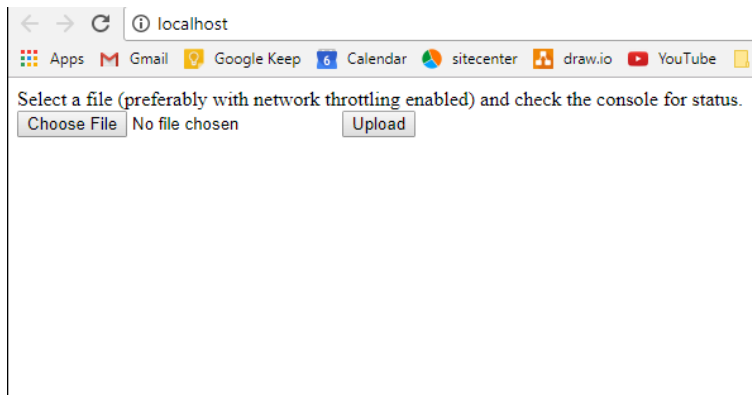 localhost
Apps Gmail Google Keep 6 Calendar sitecenter draw.io YouTube
Select a file (preferably with network throttling enabled) and check the console for status.
Choose File No file chosen Upload